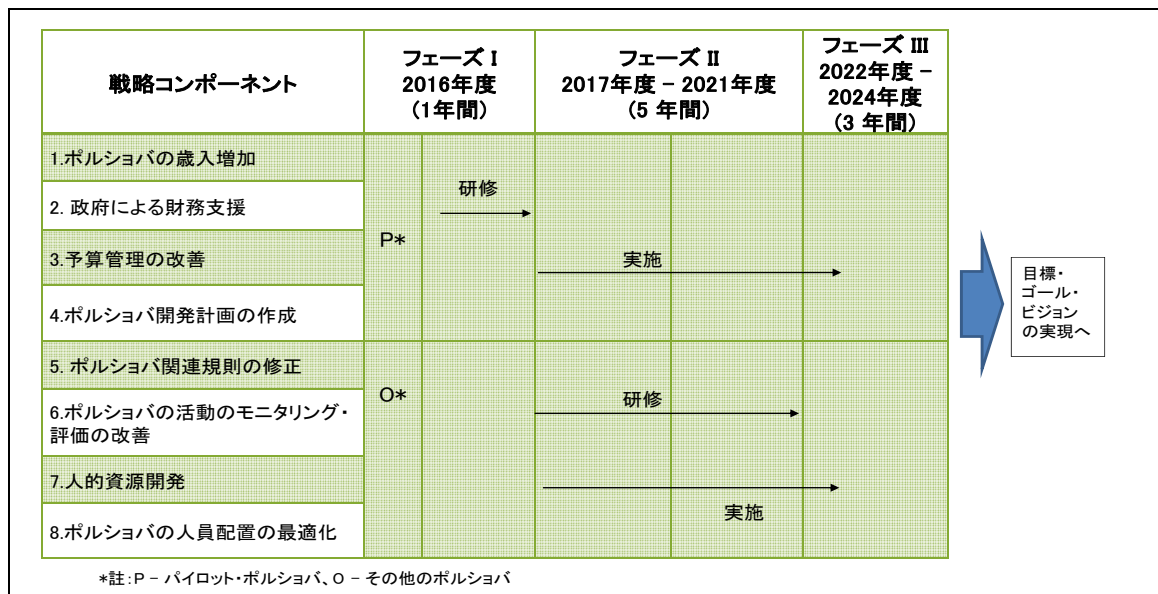 戦略コンポーネント
フェーズ I
2016年度
(1年間)
フェーズ II
2017年度 – 2021年度
(5 年間)
フェーズ III
2022年度 –
2024年度
(3 年間)
1.ポルショバの歳入増加
2. 政府による財務支援
3.予算管理の改善
4.ポルショバ開発計画の作成
5. ポルショバ関連規則の修正
6.ポルショバの活動のモニタリング・
評価の改善
7.人的資源開発
8.ポルショバの人員配置の最適化
P*
研修
実施
O*
研修
実施
目標・
ゴール・
ビジョン
の実現へ
*註:P – パイロット・ポルショバ、O – その他のポルショバ